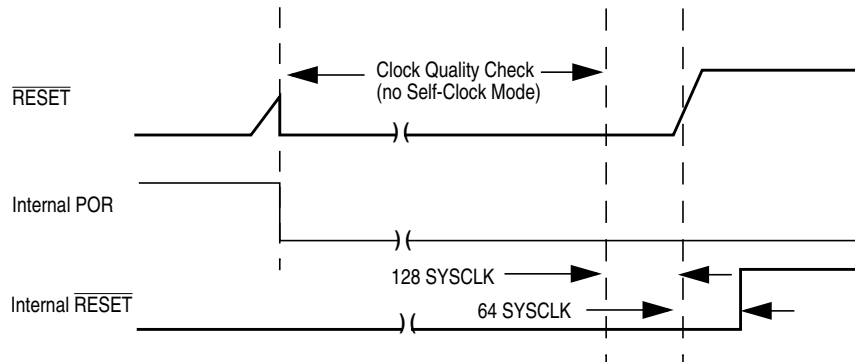 Clock Quality Check
(no Self-Clock Mode)
RESET
Internal POR
128 SYSCLK
Internal RESET
64 SYSCLK